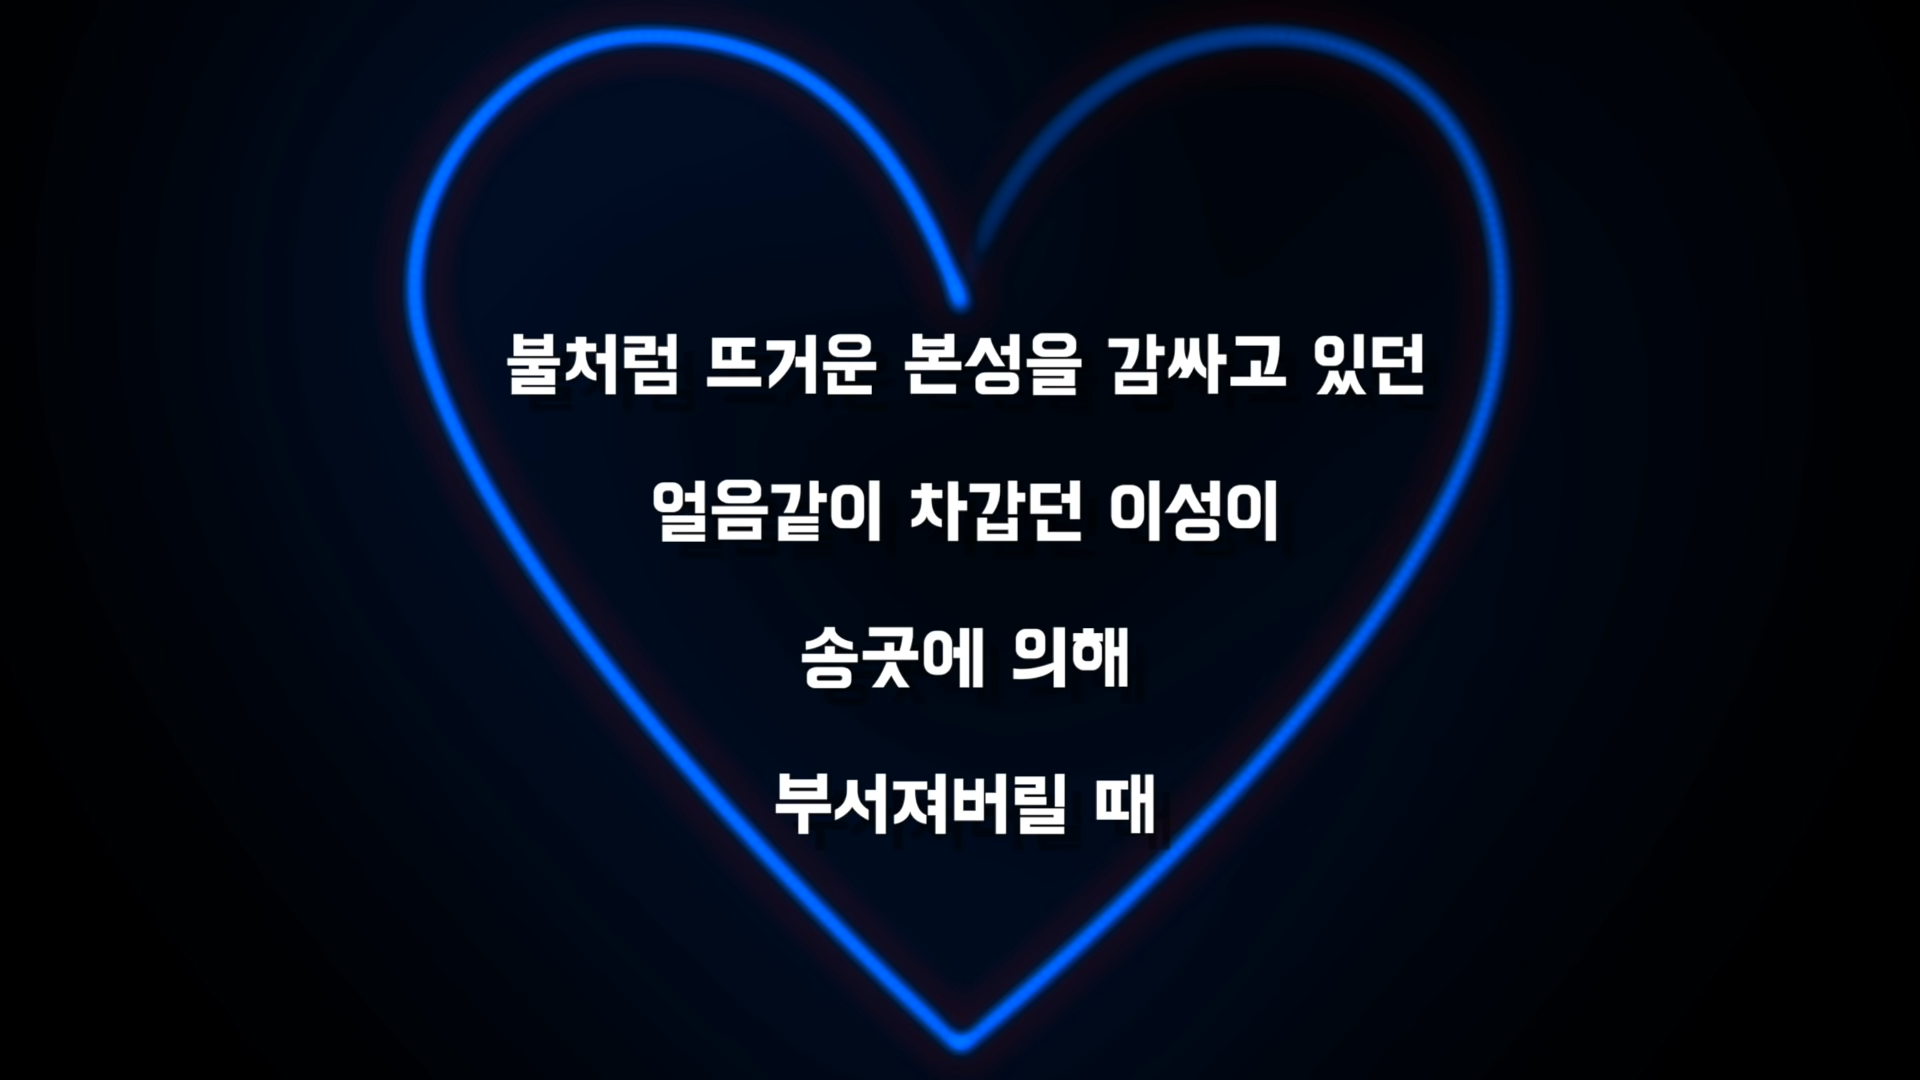 불처럼 뜨거운 본성을 감싸고 있던
얼음같이 차갑던 이성이
송곳에 의해
부서져버릴 때